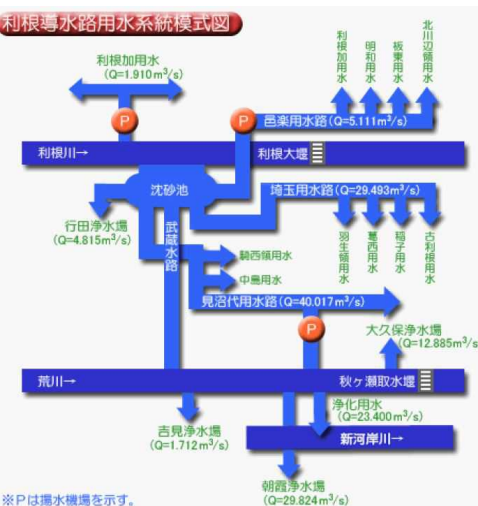 利根導水路用水系統模式図
利根加用水
(Q=1.910m³/s)
利根加用水
明和用水
板東用水
北川辺領用水
P
P
邑楽用水路(Q=5.111m³/s)
利根川→
利根大堰
沈砂池
埼玉用水路(Q=29.493m³/s)
行田浄水場
(Q=4.815m³/s)
武蔵水路
羽生領用水
葛西用水
稲子用水
古利根用水
騎西領用水
中島用水
見沼代用水路(Q=40.017m³/s)
P
大久保浄水場
(Q=12.885m³/s)
荒川→
秋ヶ瀬取水堰
吉見浄水場
(Q=1.712m³/s)
浄化用水
(Q=23.400m³/s)
新河岸川→
朝霞浄水場
(Q=29.824m³/s)
※Pは揚水機場を示す。